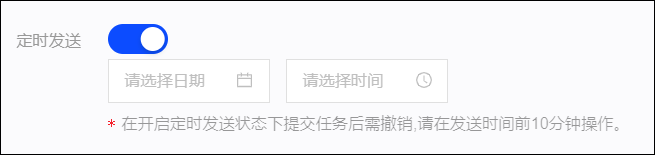 定时发送
请选择日期 请选择时间
* 在开启定时发送状态下提交任务后需撤销,请在发送时间前10分钟操作。